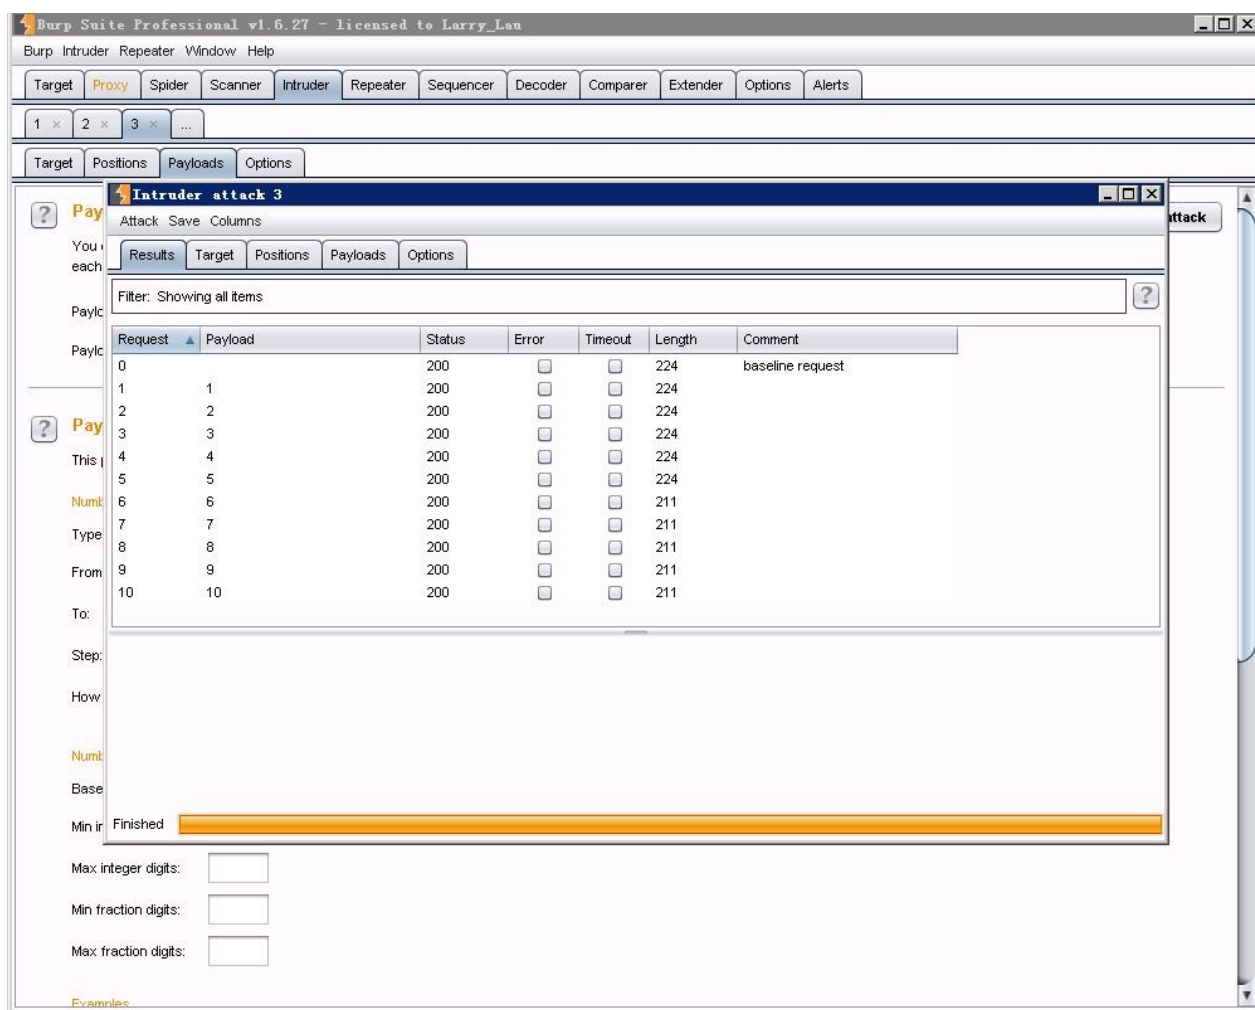 Burp Suite Professional v1.6.27 - licensed to Larry_Lau
Burp Intruder Repeater Window Help
Target Proxy Spider Scanner Intruder Repeater Sequencer Decoder Comparer Extender Options Alerts
1 × 2 × 3 × ...
Target Positions Payloads Options
Intruder attack 3
? Pay
attack
Attack Save Columns
You
each
Results Target Positions Payloads Options
Filter: Showing all items ?
Paylo
Paylo
Request Payload Status Error Timeout Length Comment
0 200 224 baseline request
1 1 200 224
2 2 200 224
3 3 200 224
4 4 200 224
5 5 200 224
6 6 200 211
7 7 200 211
8 8 200 211
9 9 200 211
10 10 200 211
? Pay
This
Numb
Type
From
To:
Step:
How
Numb
Base
Min in
Finished
Max integer digits:
Min fraction digits:
Max fraction digits:
Examples